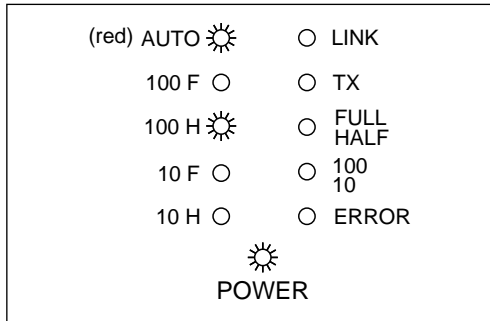 (red) AUTO
LINK
100 F
TX
100 H
FULL
HALF
10 F
100
10
10 H
ERROR
POWER